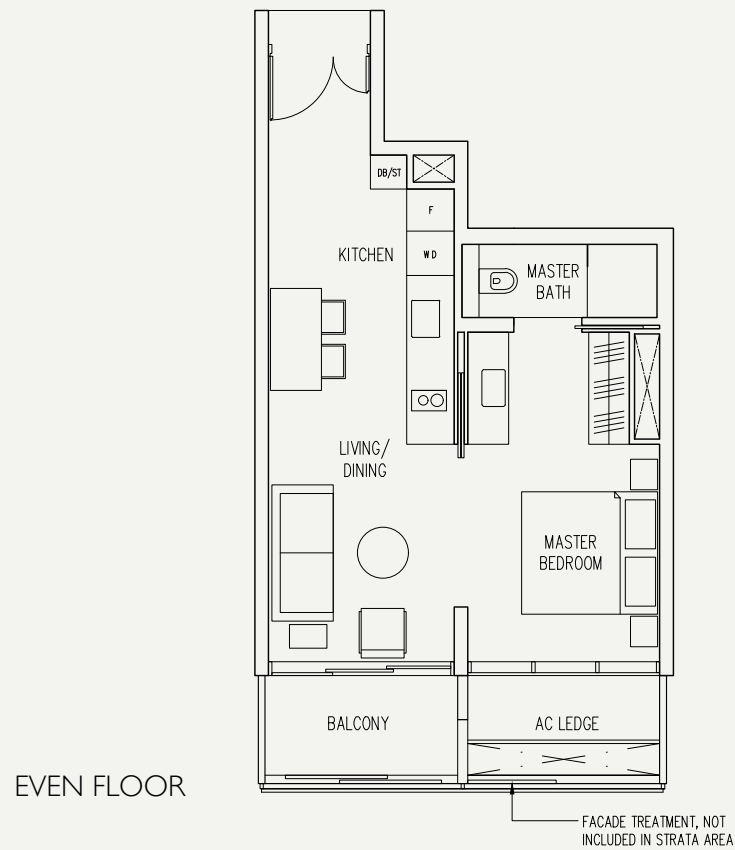 DB/ST
F
KITCHEN
WD
MASTER
BATH
LIVING/
DINING
MASTER
BEDROOM
BALCONY
AC LEDGE
EVEN FLOOR
FACADE TREATMENT, NOT
INCLUDED IN STRATA AREA